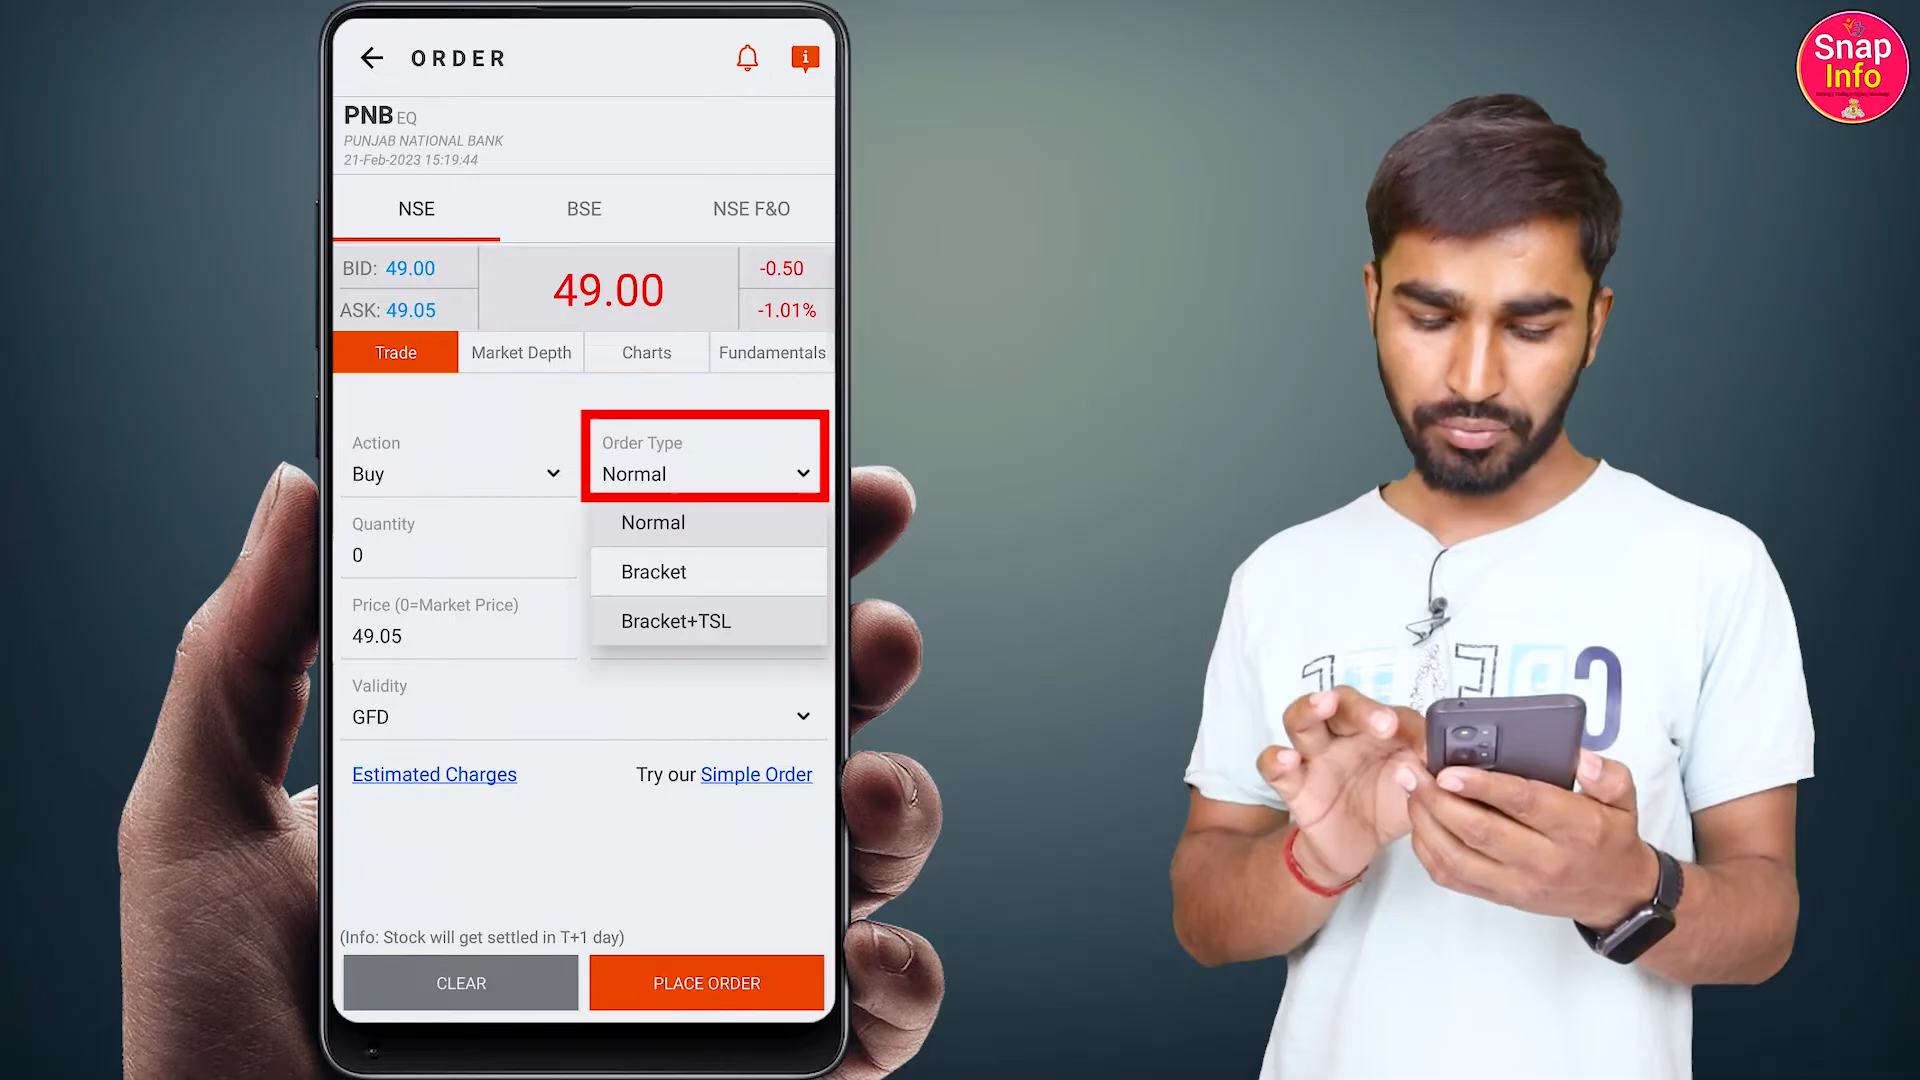 ORDER
PNB EQ
PUNJAB NATIONAL BANK
21-Feb-2023 15:19:44
NSE BSE NSE F&O
BID: 49.00
ASK: 49.05
49.00
-0.50
-1.01%
Trade Market Depth Charts Fundamentals
Action
Buy
Order Type
Normal
Normal
Bracket
Bracket+TSL
Quantity
0
Price (0=Market Price)
49.05
Validity
GFD
Estimated Charges
Try our Simple Order
(Info: Stock will get settled in T+1 day)
CLEAR
PLACE ORDER
Snap
Info